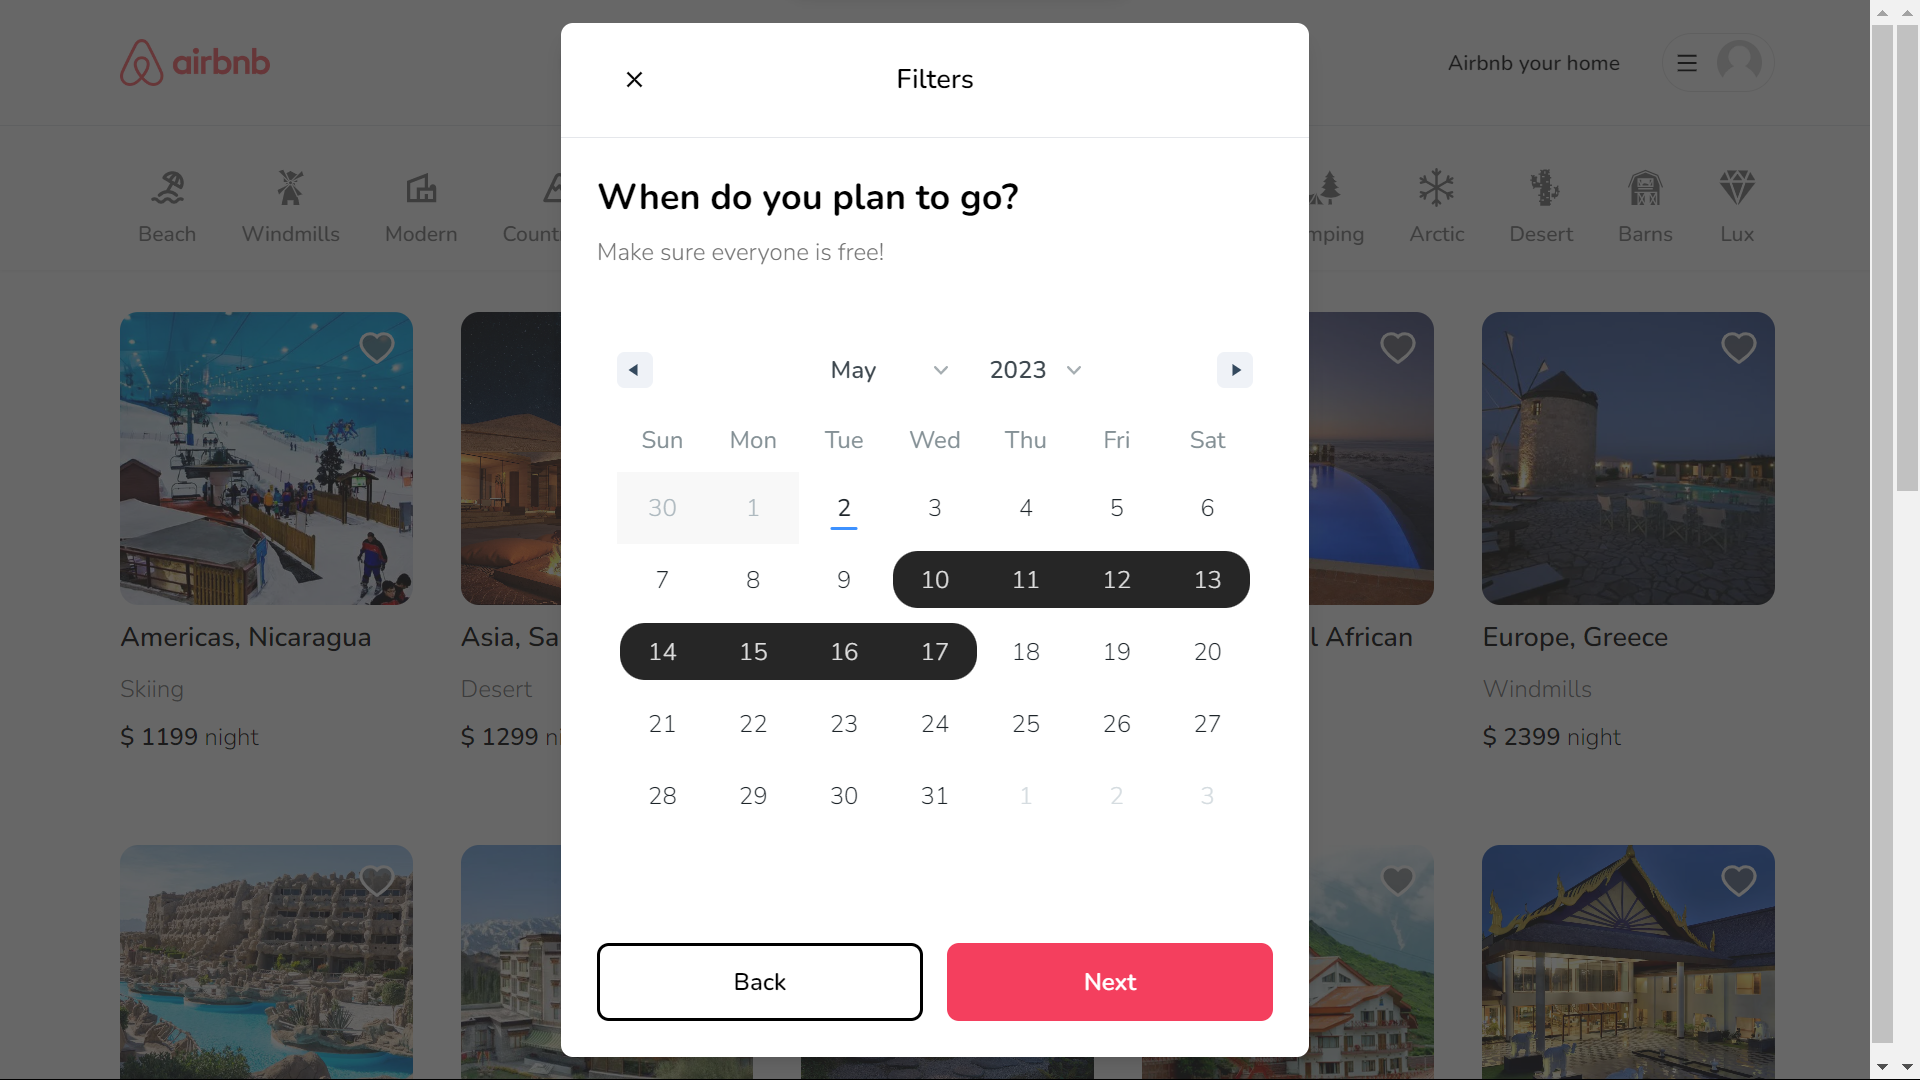 airbnb
Airbnb your home
Filters
Beach
Windmills
Modern
Arctic
Desert
Barns
Lux
When do you plan to go?
Make sure everyone is free!
May 2023
Sun Mon Tue Wed Thu Fri Sat
30 1 2 3 4 5 6
7 8 9 10 11 12 13
14 15 16 17 18 19 20
21 22 23 24 25 26 27
28 29 30 31 1 2 3
Back
Next
Americas, Nicaragua
Skiing
$ 1199 night
Asia,
Desert
$ 1299
African
Europe, Greece
Windmills
$ 2399 night